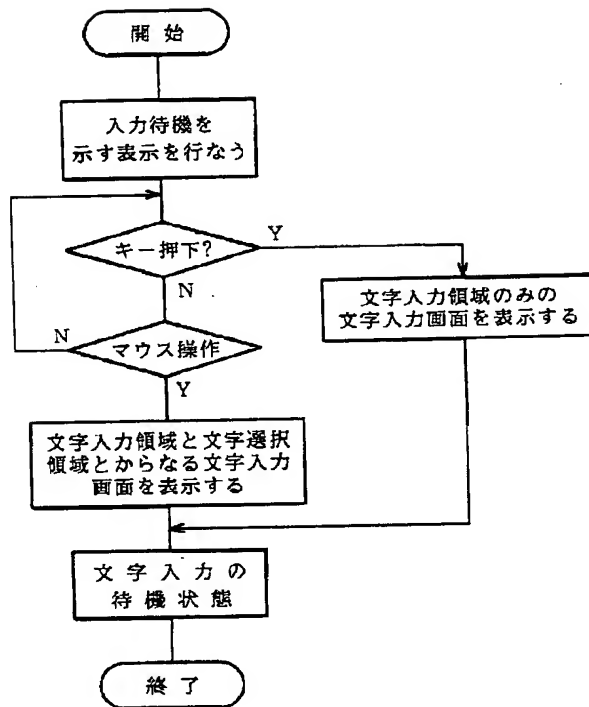 開始
入力待機を
示す表示を行なう
キー押下?
Y
N
文字入力領域のみの
文字入力画面を表示する
N
マウス操作
Y
文字入力領域と文字選択
領域とからなる文字入力
画面を表示する
文字入力の
待機状態
終了